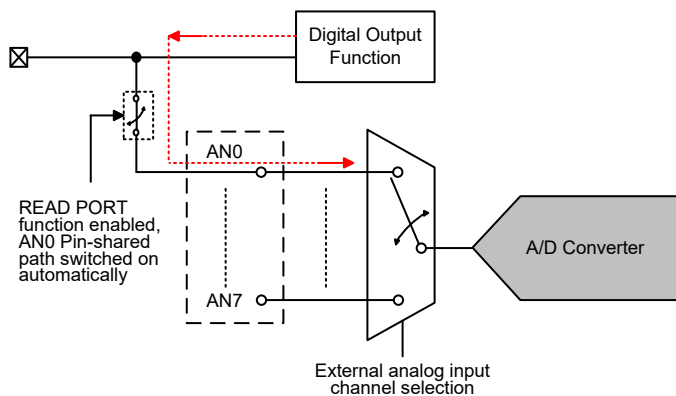 Digital Output
Function
AN0
READ PORT
function enabled,
AN0 Pin-shared
path switched on
automatically
A/D Converter
AN7
External analog input
channel selection